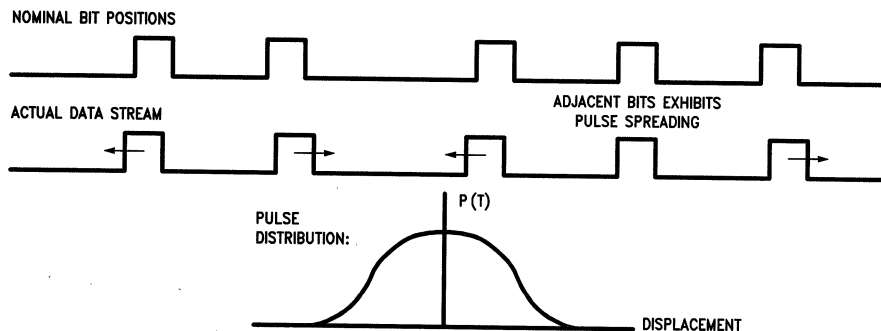 NOMINAL BIT POSITIONS
ACTUAL DATA STREAM
ADJACENT BITS EXHIBITS
PULSE SPREADING
P(T)
PULSE
DISTRIBUTION:
DISPLACEMENT